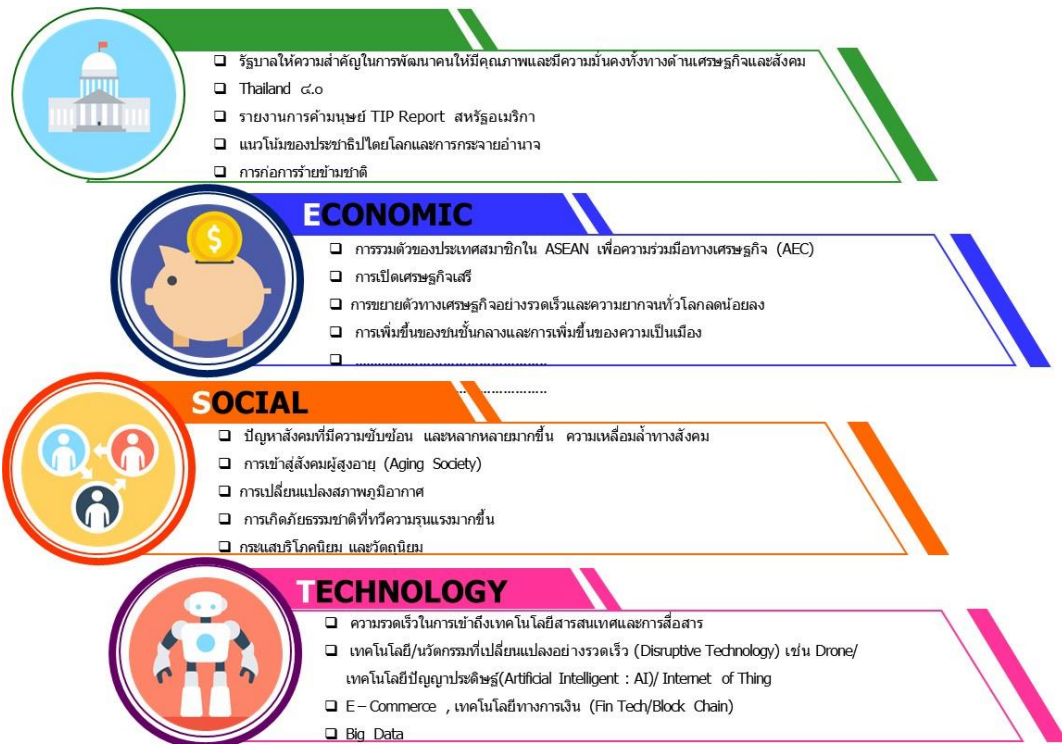 ❑ รัฐบาลให้ความสำคัญในการพัฒนาคนให้มีคุณภาพและมีความมั่นคงทั้งทางด้านเศรษฐกิจและสังคม
❑ Thailand ๔.๐
❑ รายงานการค้ามนุษย์ TIP Report สหรัฐอเมริกา
❑ แนวโน้มของประชาธิปไตยโลกและการกระจายอำนาจ
❑ การก่อการร้ายข้ามชาติ
ECONOMIC
❑ การรวมตัวของประเทศสมาชิกใน ASEAN เพื่อความร่วมมือทางเศรษฐกิจ (AEC)
❑ การเปิดเศรษฐกิจเสรี
❑ การขยายตัวทางเศรษฐกิจอย่างรวดเร็วและความยากจนทั่วโลกลดน้อยลง
❑ การเพิ่มขึ้นของชนชั้นกลางและการเพิ่มขึ้นของความเป็นเมือง
❑ ................................................
................
SOCIAL
❑ ปัญหาสังคมที่มีความซับซ้อน และหลากหลายมากขึ้น ความเหลื่อมล้ำทางสังคม
❑ การเข้าสู่สังคมผู้สูงอายุ (Aging Society)
❑ การเปลี่ยนแปลงสภาพภูมิอากาศ
❑ การเกิดภัยธรรมชาติที่ทวีความรุนแรงมากขึ้น
❑ กระแสบริโภคนิยม และวัตถุนิยม
TECHNOLOGY
❑ ความรวดเร็วในการเข้าถึงเทคโนโลยีสารสนเทศและการสื่อสาร
❑ เทคโนโลยี/นวัตกรรมที่เปลี่ยนแปลงอย่างรวดเร็ว (Disruptive Technology) เช่น Drone/
เทคโนโลยีปัญญาประดิษฐ์(Artificial Intelligent : AI)/ Internet of Thing
❑ E – Commerce , เทคโนโลยีทางการเงิน (Fin Tech/Block Chain)
❑ Big Data
$